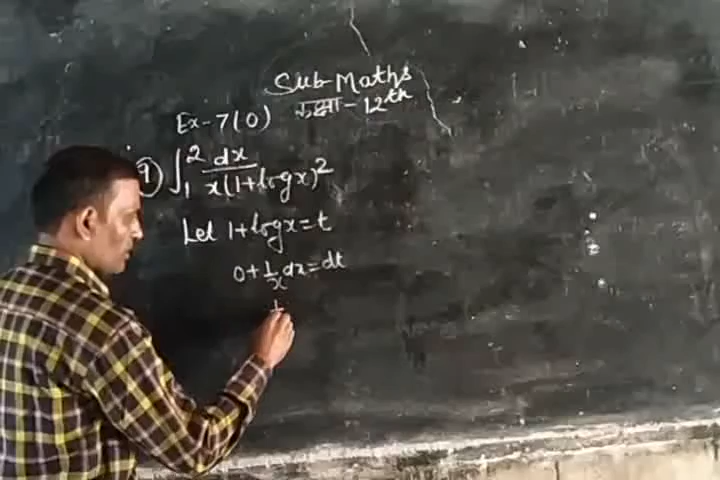 Sub-Maths
कक्षा - 12th
Ex-7(0)
9) ∫₁² dx/x(1+logx)²
Let 1+logx=t
0+1/x dx=dt
1